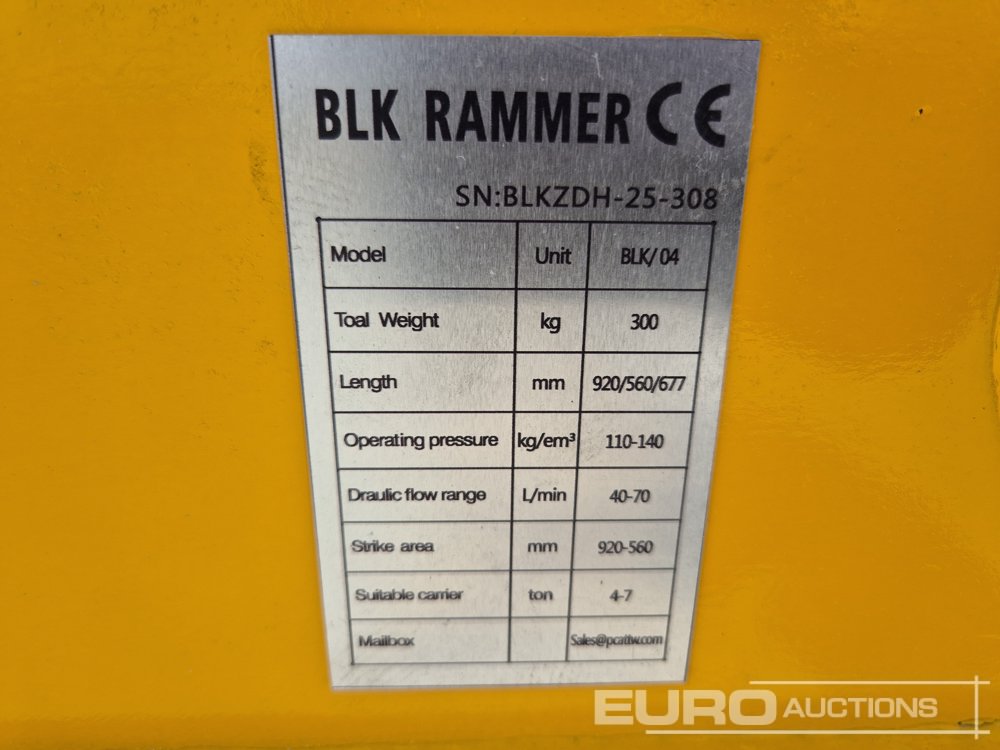 BLK RAMMER CE
SN:BLKZDH-25-308
Model Unit BLK/04
Toal Weight kg 300
Length mm 920/560/677
Operating pressure kg/em³ 110-140
Draulic flow range L/min 40-70
Strike area mm 920-560
Suitable carrier ton 4-7
Mailbox Sales@pcattw.com
EURO AUCTIONS